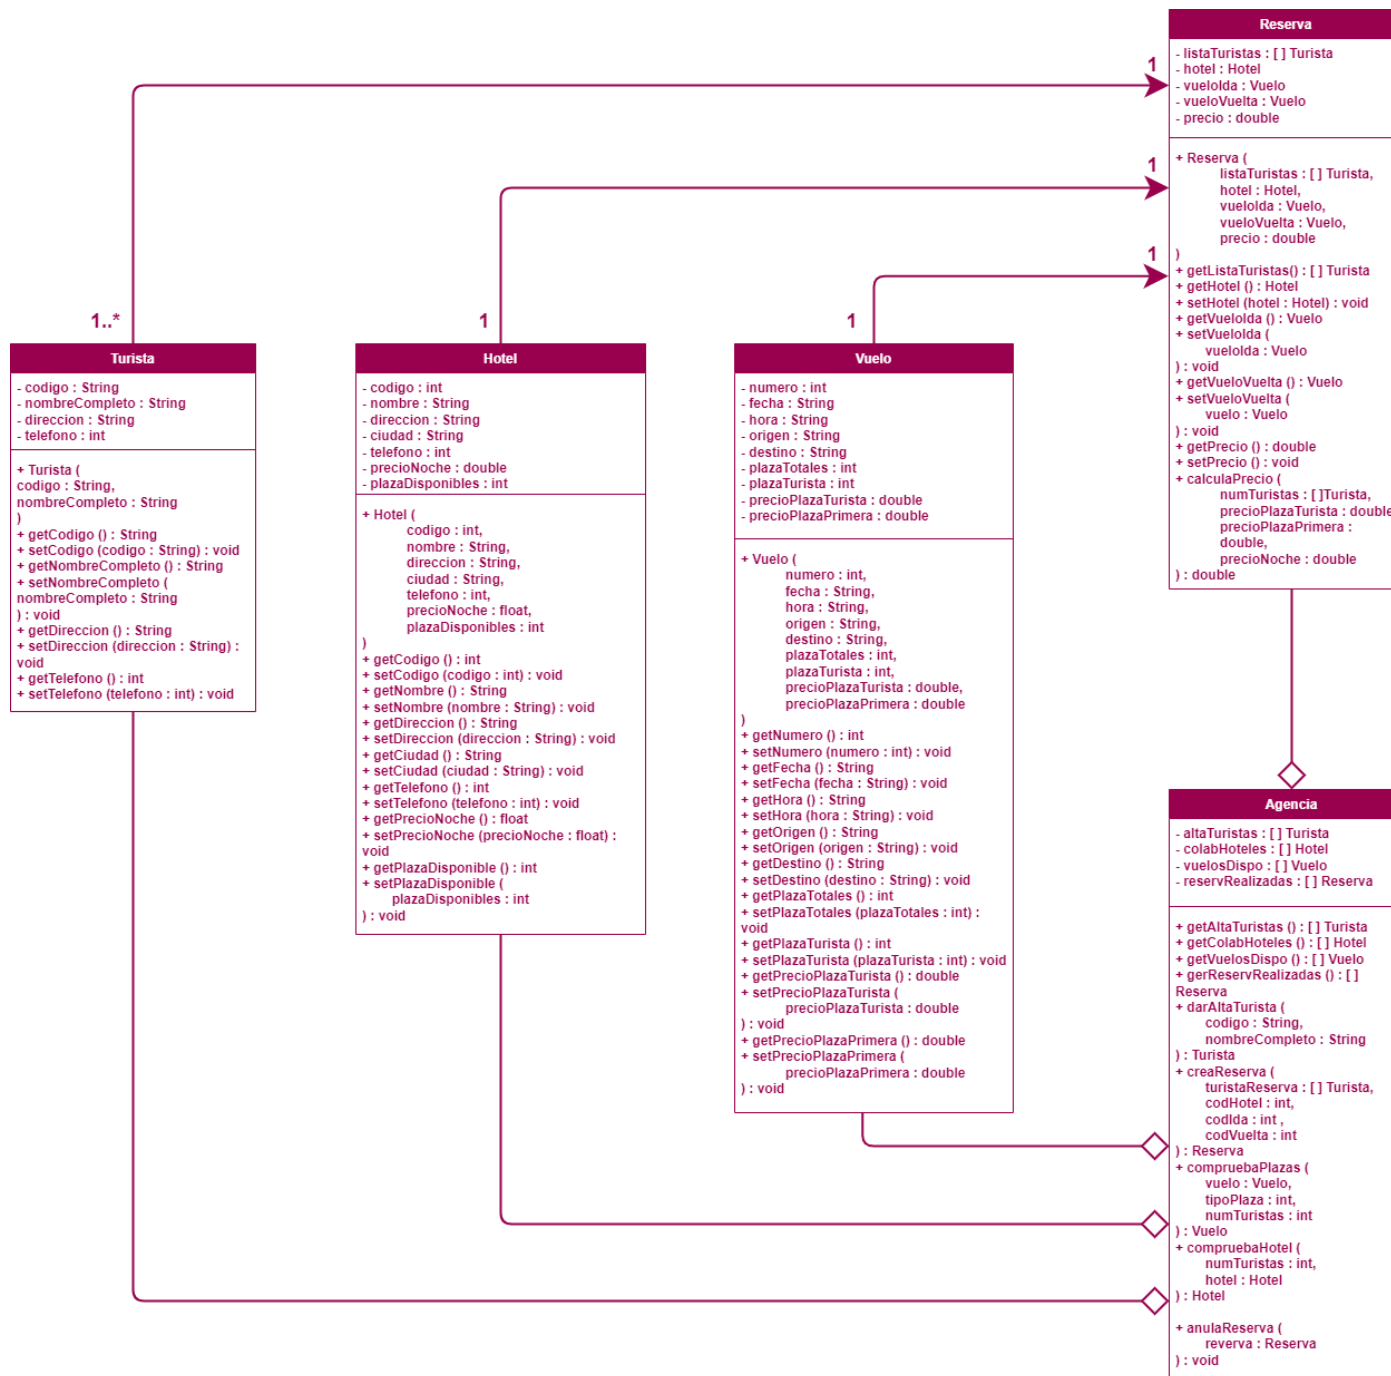 Reserva
- listaTuristas : [ ] Turista
- hotel : Hotel
- vueloIda : Vuelo
- vueloVuelta : Vuelo
- precio : double
+ Reserva (
listaTuristas : [ ] Turista,
hotel : Hotel,
vueloIda : Vuelo,
vueloVuelta : Vuelo,
precio : double
)
+ getListaTuristas() : [ ] Turista
+ getHotel () : Hotel
+ setHotel (hotel : Hotel) : void
+ getVueloIda () : Vuelo
+ setVueloIda (
vueloIda : Vuelo
) : void
+ getVueloVuelta () : Vuelo
+ setVueloVuelta (
vuelo : Vuelo
) : void
+ getPrecio () : double
+ setPrecio () : void
+ calculaPrecio (
numTuristas : [ ]Turista,
precioPlazaTurista : double
precioPlazaPrimera :
double,
precioNoche : double
) : double
1
1
1
1..*
1
1
Turista
- codigo : String
- nombreCompleto : String
- direccion : String
- telefono : int
+ Turista (
codigo : String,
nombreCompleto : String
)
+ getCodigo () : String
+ setCodigo (codigo : String) : void
+ getNombreCompleto () : String
+ setNombreCompleto (
nombreCompleto : String
) : void
+ getDireccion () : String
+ setDireccion (direccion : String) :
void
+ getTelefono () : int
+ setTelefono (telefono : int) : void
Hotel
- codigo : int
- nombre : String
- direccion : String
- ciudad : String
- telefono : int
- precioNoche : double
- plazaDisponibles : int
+ Hotel (
codigo : int,
nombre : String,
direccion : String,
ciudad : String,
telefono : int,
precioNoche : float,
plazaDisponibles : int
)
+ getCodigo () : int
+ setCodigo (codigo : int) : void
+ getNombre () : String
+ setNombre (nombre : String) : void
+ getDireccion () : String
+ setDireccion (direccion : String) : void
+ getCiudad () : String
+ setCiudad (ciudad : String) : void
+ getTelefono () : int
+ setTelefono (telefono : int) : void
+ getPrecioNoche () : float
+ setPrecioNoche (precioNoche : float) :
void
+ getPlazaDisponible () : int
+ setPlazaDisponible (
plazaDisponibles : int
) : void
Vuelo
- numero : int
- fecha : String
- hora : String
- origen : String
- destino : String
- plazaTotales : int
- plazaTurista : int
- precioPlazaTurista : double
- precioPlazaPrimera : double
+ Vuelo (
numero : int,
fecha : String,
hora : String,
origen : String,
destino : String,
plazaTotales : int,
plazaTurista : int,
precioPlazaTurista : double,
precioPlazaPrimera : double
)
+ getNumero () : int
+ setNumero (numero : int) : void
+ getFecha () : String
+ setFecha (fecha : String) : void
+ getHora () : String
+ setHora (hora : String) : void
+ getOrigen () : String
+ setOrigen (origen : String) : void
+ getDestino () : String
+ setDestino (destino : String) : void
+ getPlazaTotales () : int
+ setPlazaTotales (plazaTotales : int) :
void
+ getPlazaTurista () : int
+ setPlazaTurista (plazaTurista : int) : void
+ getPrecioPlazaTurista () : double
+ setPrecioPlazaTurista (
precioPlazaTurista : double
) : void
+ getPrecioPlazaPrimera () : double
+ setPrecioPlazaPrimera (
precioPlazaPrimera : double
) : void
Agencia
- altaTuristas : [ ] Turista
- colabHoteles : [ ] Hotel
- vuelosDispo : [ ] Vuelo
- reservRealizadas : [ ] Reserva
+ getAltaTuristas () : [ ] Turista
+ getColabHoteles () : [ ] Hotel
+ getVuelosDispo () : [ ] Vuelo
+ gerReservRealizadas () : [ ]
Reserva
+ darAltaTurista (
codigo : String,
nombreCompleto : String
) : Turista
+ creaReserva (
turistaReserva : [ ] Turista,
codHotel : int,
codIda : int ,
codVuelta : int
) : Reserva
+ compruebaPlazas (
vuelo : Vuelo,
tipoPlaza : int,
numTuristas : int
) : Vuelo
+ compruebaHotel (
numTuristas : int,
hotel : Hotel
) : Hotel
+ anulaReserva (
reverva : Reserva
) : void